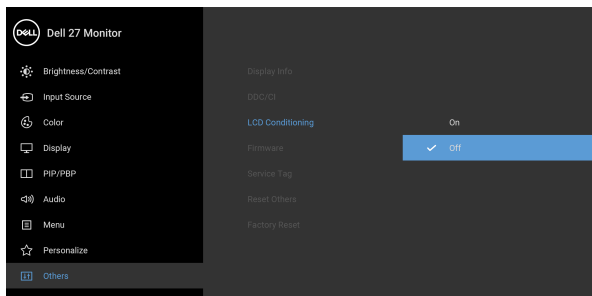 DELL
Dell 27 Monitor
Brightness/Contrast
Input Source
Color
Display
PIP/PBP
Audio
Menu
Personalize
Others
Display Info
DDC/CI
LCD Conditioning
Firmware
Service Tag
Reset Others
Factory Reset
On
Off